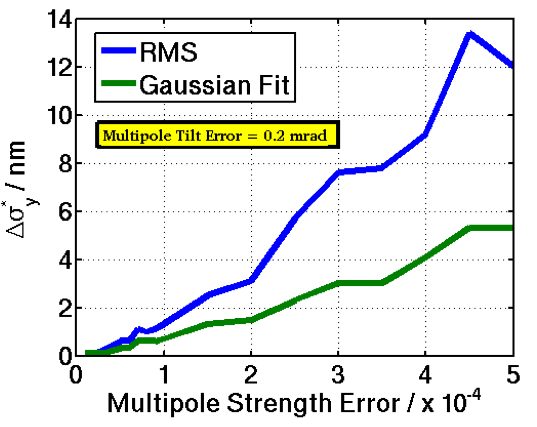 14
12
10
8
6
4
2
0
Δσ*y / nm
RMS
Gaussian Fit
Multipole Tilt Error = 0.2 mrad
0 1 2 3 4 5
Multipole Strength Error / x 10-4